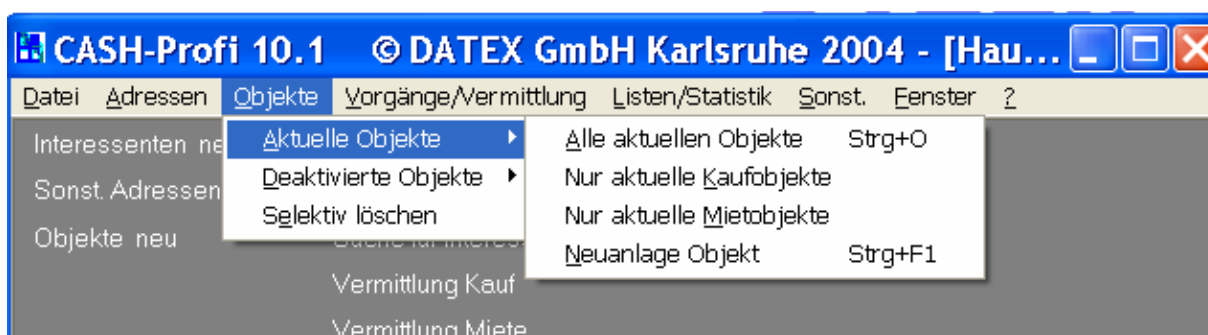 CASH-Profi 10.1 © DATEX GmbH Karlsruhe 2004 - [Hau...
Datei Adressen Objekte Vorgänge/Vermittlung Listen/Statistik Sonst. Fenster ?
Interessenten ne Aktuelle Objekte Alle aktuellen Objekte Strg+O
Sonst. Adressen Deaktivierte Objekte Nur aktuelle Kaufobjekte
Selektiv löschen Nur aktuelle Mietobjekte
Objekte neu Neuanlage Objekt Strg+F1
Vermittlung Kauf
Vermittlung Miete